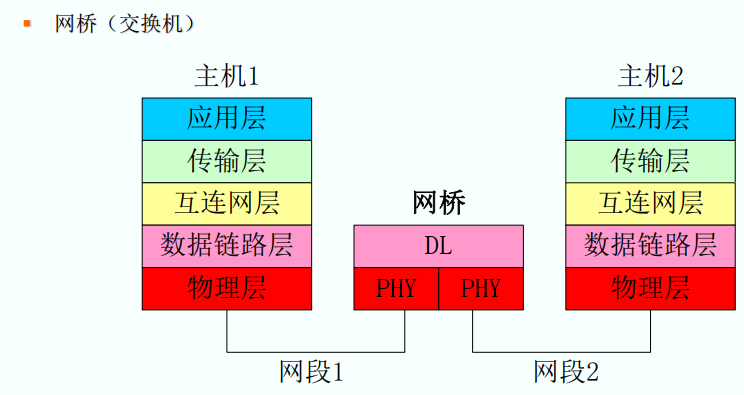 网桥（交换机）
主机1
主机2
应用层
应用层
传输层
传输层
互连网层
网桥
互连网层
数据链路层
DL
数据链路层
物理层
PHY
PHY
物理层
网段1
网段2